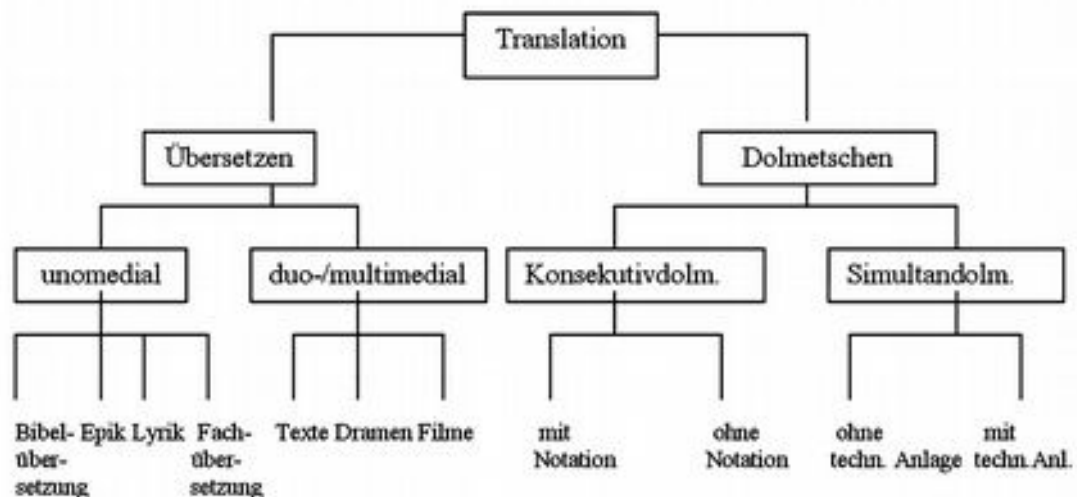 Translation
Übersetzen
Dolmetschen
unomedial
duo-/multimedial
Konsekutivdolm.
Simultandolm.
Bibel-
über-
setzung
Epik
Lyrik
Fach-
über-
setzung
Texte
Dramen
Filme
mit
Notation
ohne
Notation
ohne
techn. Anlage
mit
techn. Anl.